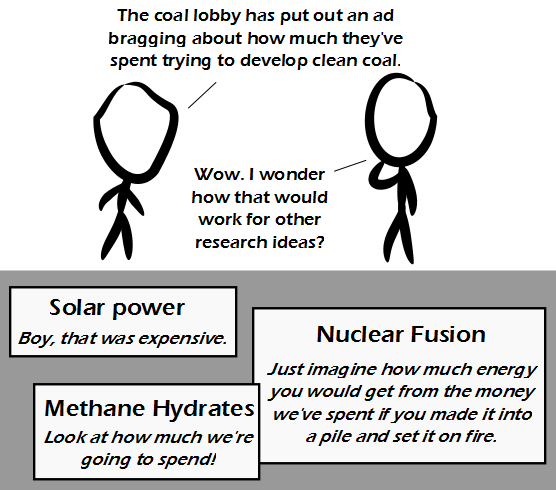 The coal lobby has put out an ad
bragging about how much they've
spent trying to develop clean coal.
Wow. I wonder
how that would
work for other
research ideas?
Solar power
Boy, that was expensive.
Nuclear Fusion
Just imagine how much energy
you would get from the money
we've spent if you made it into
a pile and set it on fire.
Methane Hydrates
Look at how much we're
going to spend!